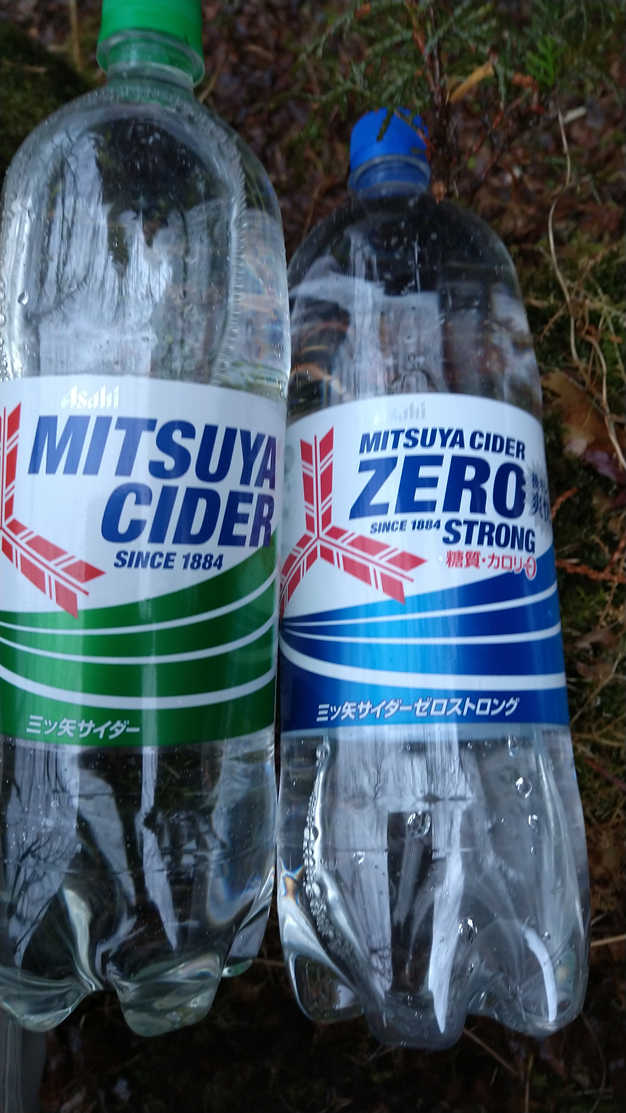 Asahi
MITSUYA
CIDER
SINCE 1884
三ツ矢サイダー
Asahi
MITSUYA CIDER
ZERO
SINCE 1884 STRONG
糖質・カロリー0
三ツ矢サイダーゼロストロング